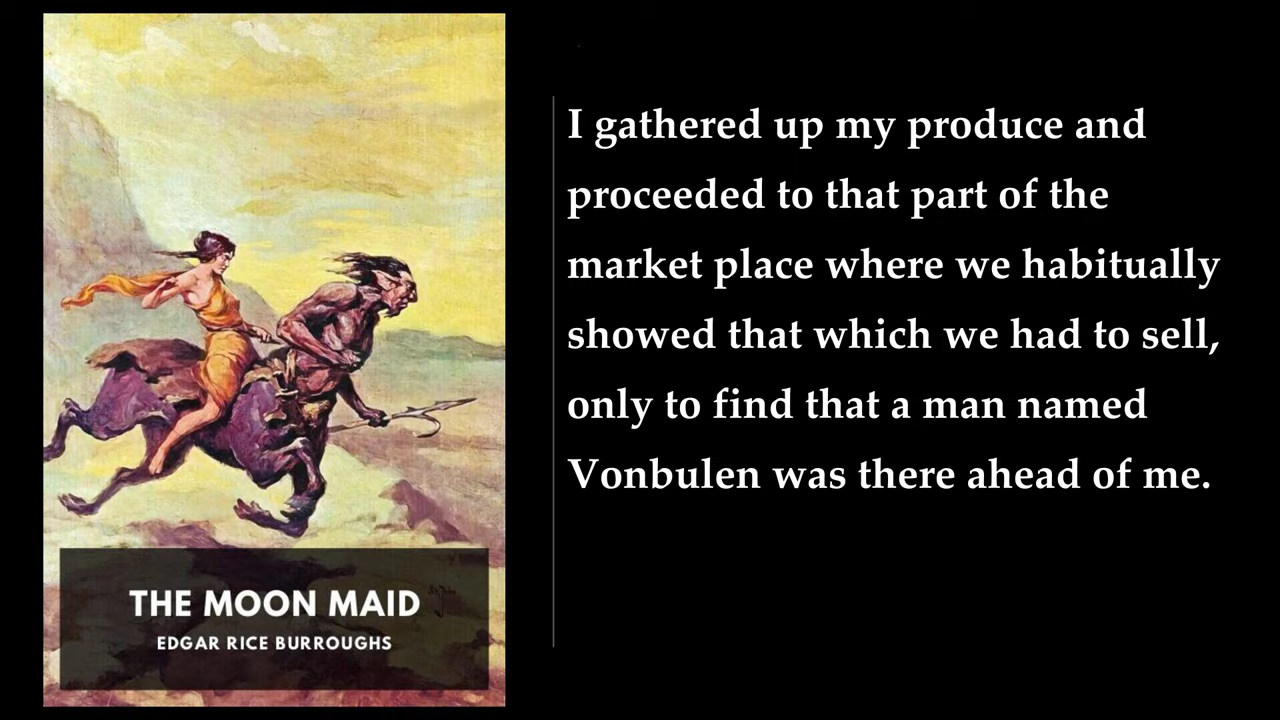 I gathered up my produce and
proceeded to that part of the
market place where we habitually
showed that which we had to sell,
only to find that a man named
Vonbulen was there ahead of me.
THE MOON MAID
EDGAR RICE BURROUGHS